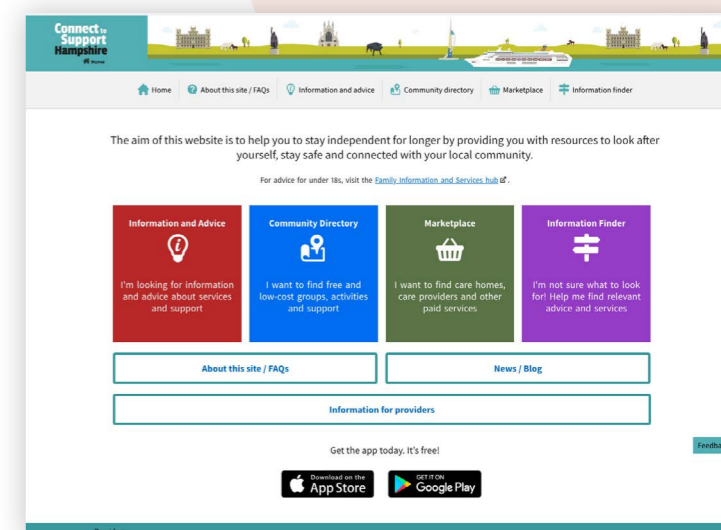 Connect to
Support
Hampshire
Home
Home
About this site / FAQs
Information and advice
Community directory
Marketplace
Information finder
The aim of this website is to help you to stay independent for longer by providing you with resources to look after
yourself, stay safe and connected with your local community.
For advice for under 18s, visit the Family Information and Services hub.
Information and Advice
I'm looking for information
and advice about services
and support
Community Directory
I want to find free and
low-cost groups, activities
and support
Marketplace
I want to find care homes,
care providers and other
paid services
Information Finder
I'm not sure what to look
for! Help me find relevant
advice and services
About this site / FAQs
News / Blog
Information for providers
Get the app today. It's free!
Feedba
Download on the
App Store
GET IT ON
Google Play